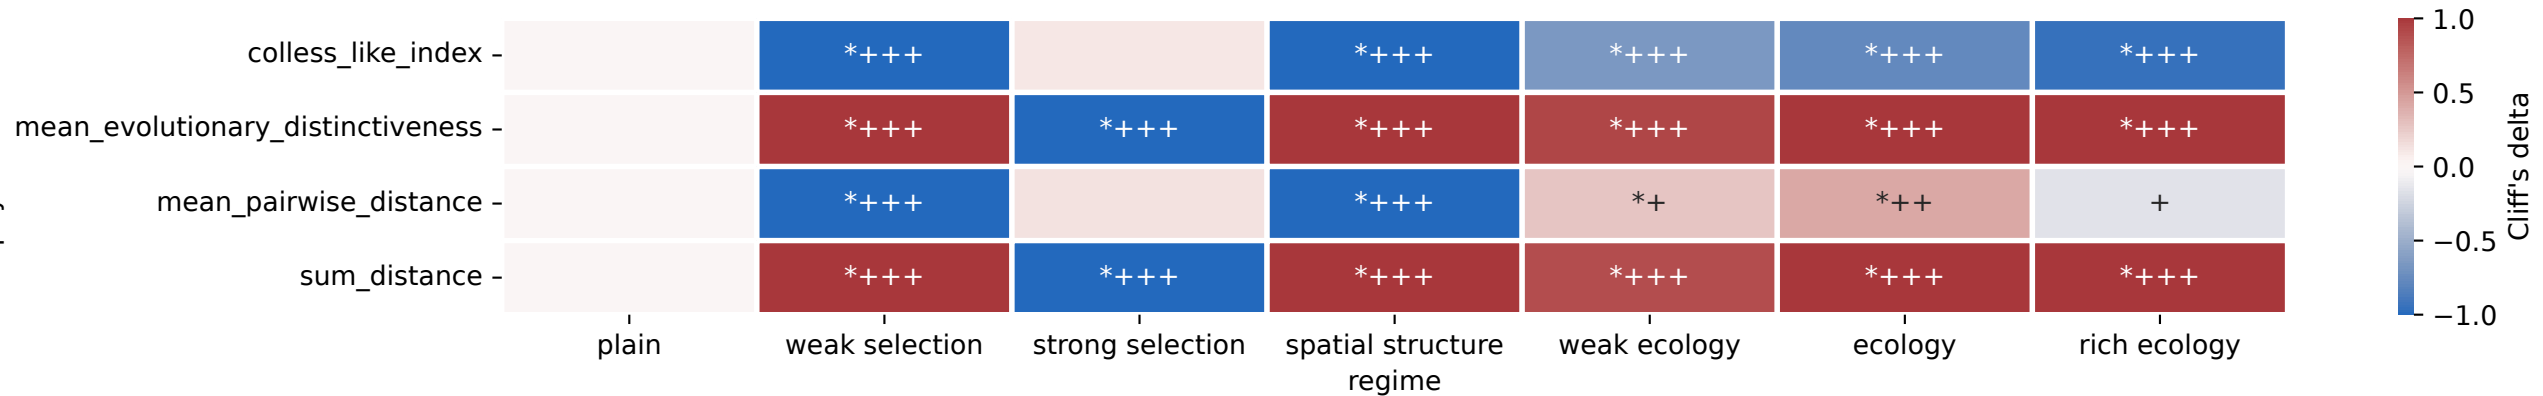 colless_like_index *+++ *+++ *+++ *+++ *+++
mean_evolutionary_distinctiveness *+++ *+++ *+++ *+++ *+++ *+++
mean_pairwise_distance *+++ *+++ *+ *++ +
sum_distance *+++ *+++ *+++ *+++ *+++ *+++
plain weak selection strong selection spatial structure weak ecology ecology rich ecology
regime
1.0
0.5
0.0
−0.5
−1.0
Cliff's delta